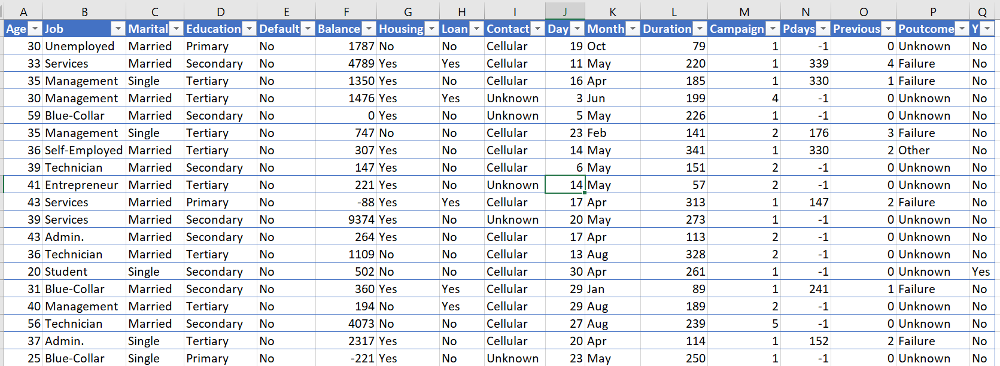 A B C D E F G H I J K L M N O P Q
Age Job Marital Education Default Balance Housing Loan Contact Day Month Duration Campaign Pdays Previous Poutcome Y
30 Unemployed Married Primary No 1787 No No Cellular 19 Oct 79 1 -1 0 Unknown No
33 Services Married Secondary No 4789 Yes Yes Cellular 11 May 220 1 339 4 Failure No
35 Management Single Tertiary No 1350 Yes No Cellular 16 Apr 185 1 330 1 Failure No
30 Management Married Tertiary No 1476 Yes Yes Unknown 3 Jun 199 4 -1 0 Unknown No
59 Blue-Collar Married Secondary No 0 Yes No Unknown 5 May 226 1 -1 0 Unknown No
35 Management Single Tertiary No 747 No No Cellular 23 Feb 141 2 176 3 Failure No
36 Self-Employed Married Tertiary No 307 Yes No Cellular 14 May 341 1 330 2 Other No
39 Technician Married Secondary No 147 Yes No Cellular 6 May 151 2 -1 0 Unknown No
41 Entrepreneur Married Tertiary No 221 Yes No Unknown 14 May 57 2 -1 0 Unknown No
43 Services Married Primary No -88 Yes Yes Cellular 17 Apr 313 1 147 2 Failure No
39 Services Married Secondary No 9374 Yes No Unknown 20 May 273 1 -1 0 Unknown No
43 Admin. Married Secondary No 264 Yes No Cellular 17 Apr 113 2 -1 0 Unknown No
36 Technician Married Tertiary No 1109 No No Cellular 13 Aug 328 2 -1 0 Unknown No
20 Student Single Secondary No 502 No No Cellular 30 Apr 261 1 -1 0 Unknown Yes
31 Blue-Collar Married Secondary No 360 Yes Yes Cellular 29 Jan 89 1 241 1 Failure No
40 Management Married Tertiary No 194 No Yes Cellular 29 Aug 189 2 -1 0 Unknown No
56 Technician Married Secondary No 4073 No No Cellular 27 Aug 239 5 -1 0 Unknown No
37 Admin. Single Tertiary No 2317 Yes No Cellular 20 Apr 114 1 152 2 Failure No
25 Blue-Collar Single Primary No -221 Yes No Unknown 23 May 250 1 -1 0 Unknown No